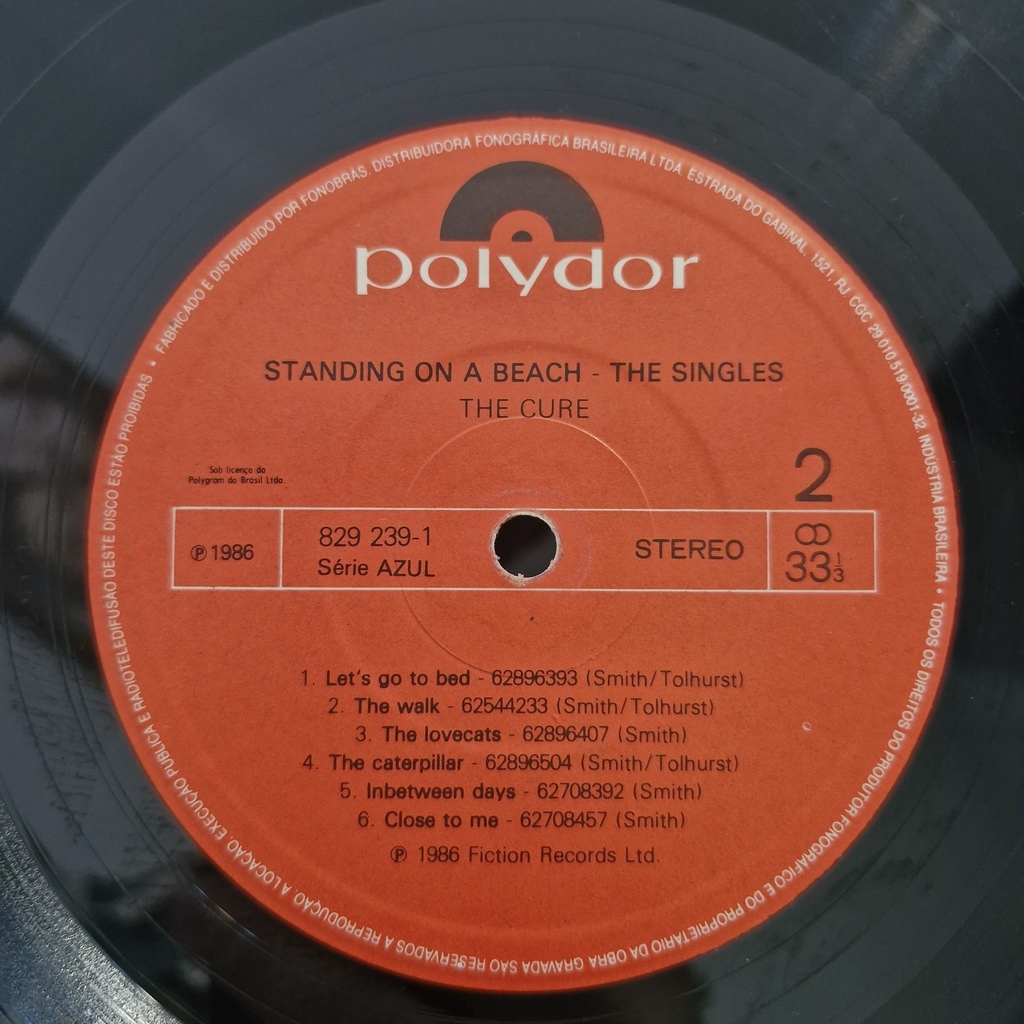 FABRICADO E DISTRIBUIDO POR FONOBRAS. DISTRIBUIDORA FONOGRÁFICA BRASILEIRA LTDA. ESTRADA DO GABINAL, 1521, RJ CGC 29.010.519/0001-32. INDÚSTRIA BRASILEIRA • TODOS OS DIREITOS DO PRODUTOR FONOGRÁFICO E DO PROPRIETARIO DA OBRA GRAVADA SAO RESERVADOS A REPRODUÇÃO. A LOCAÇÃO. EXECUÇÃO PUBLICA E RADIOTELEDIFUSÃO DESTE DISCO ESTÃO PROIBIDAS •
polydor
STANDING ON A BEACH - THE SINGLES
THE CURE
Sob licença da
Polygram do Brasil Ltda.
2
℗ 1986
829 239-1
Série AZUL
STEREO
33 1/3
1. Let's go to bed - 62896393 (Smith/Tolhurst)
2. The walk - 62544233 (Smith/Tolhurst)
3. The lovecats - 62896407 (Smith)
4. The caterpillar - 62896504 (Smith/Tolhurst)
5. Inbetween days - 62708392 (Smith)
6. Close to me - 62708457 (Smith)
℗ 1986 Fiction Records Ltd.